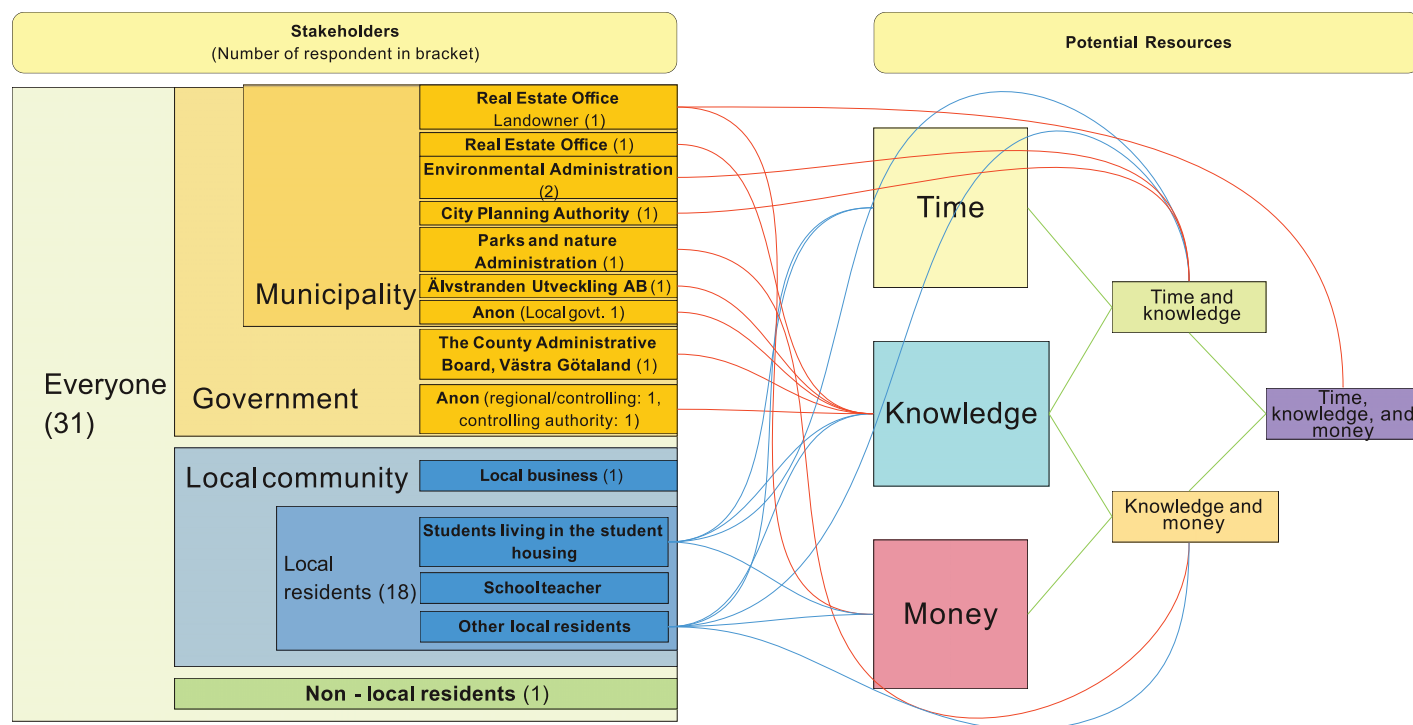 Stakeholders
(Number of respondent in bracket)
Potential Resources
Real Estate Office
Landowner (1)
Real Estate Office (1)
Environmental Administration
(2)
City Planning Authority (1)
Parks and nature
Administration (1)
Municipality
Älvstranden Utveckling AB (1)
Anon (Local govt. 1)
The County Administrative
Board, Västra Götaland (1)
Everyone
(31)
Government
Anon (regional/controlling: 1,
controlling authority: 1)
Local community
Local business (1)
Students living in the student
housing
Local
residents (18)
School teacher
Other local residents
Non - local residents (1)
Time
Knowledge
Money
Time and
knowledge
Time,
knowledge, and
money
Knowledge and
money